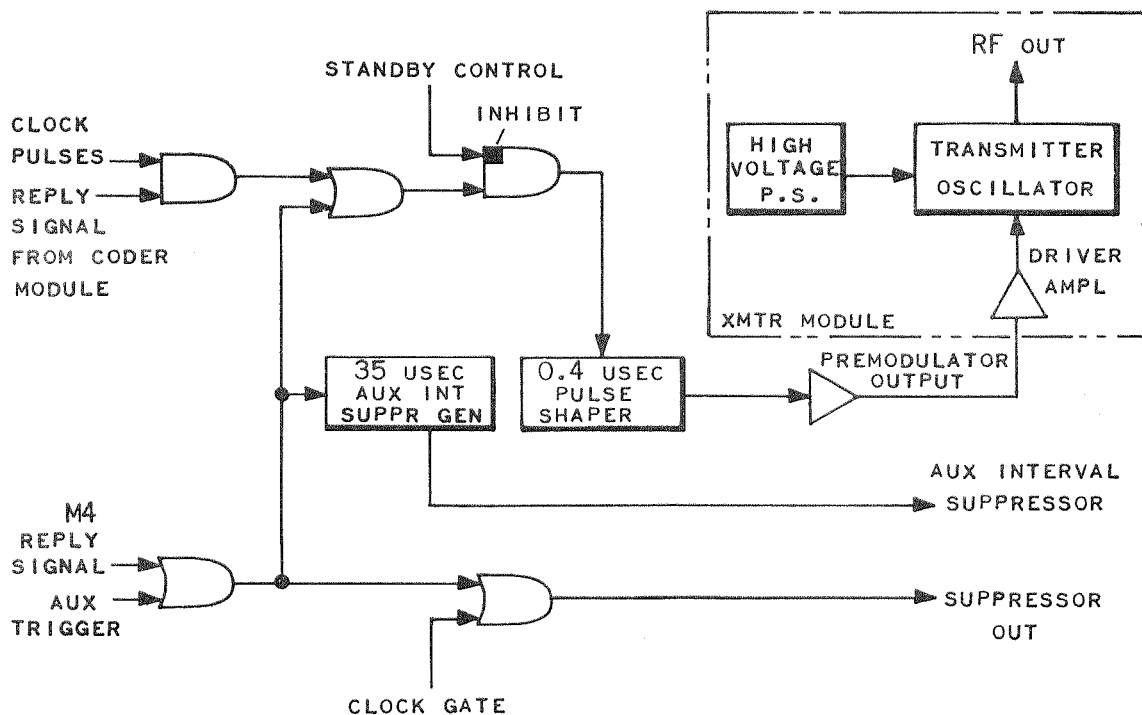 STANDBY CONTROL
INHIBIT
CLOCK
PULSES
REPLY
SIGNAL
FROM CODER
MODULE
RF OUT
HIGH
VOLTAGE
P.S.
TRANSMITTER
OSCILLATOR
DRIVER
AMPL
XMTR MODULE
35 USEC
AUX INT
SUPPR GEN
0.4 USEC
PULSE
SHAPER
PREMODULATOR
OUTPUT
AUX INTERVAL
SUPPRESSOR
M4
REPLY
SIGNAL
AUX
TRIGGER
SUPPRESSOR
OUT
CLOCK GATE